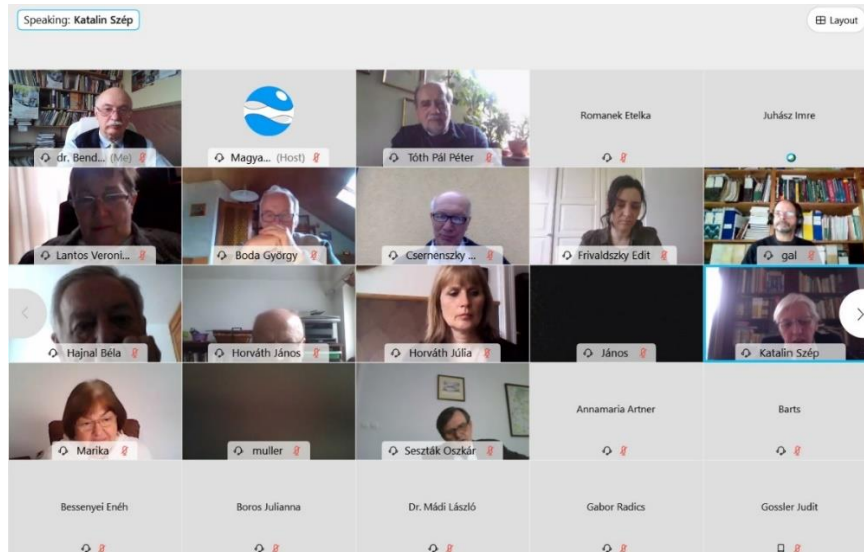 Speaking: Katalin Szép
Layout
dr. Bend... (Me)
Magya... (Host)
Tóth Pál Péter
Romanek Etelka
Juhász Imre
Lantos Veroni...
Boda György
Csernenszky ...
Frivaldszky Edit
gal
Hajnal Béla
Horváth János
Horváth Júlia
János
Katalin Szép
Marika
muller
Seszták Oszkár
Annamaria Artner
Barts
Bessenyei Enéh
Boros Julianna
Dr. Mádi László
Gabor Radics
Gossler Judit